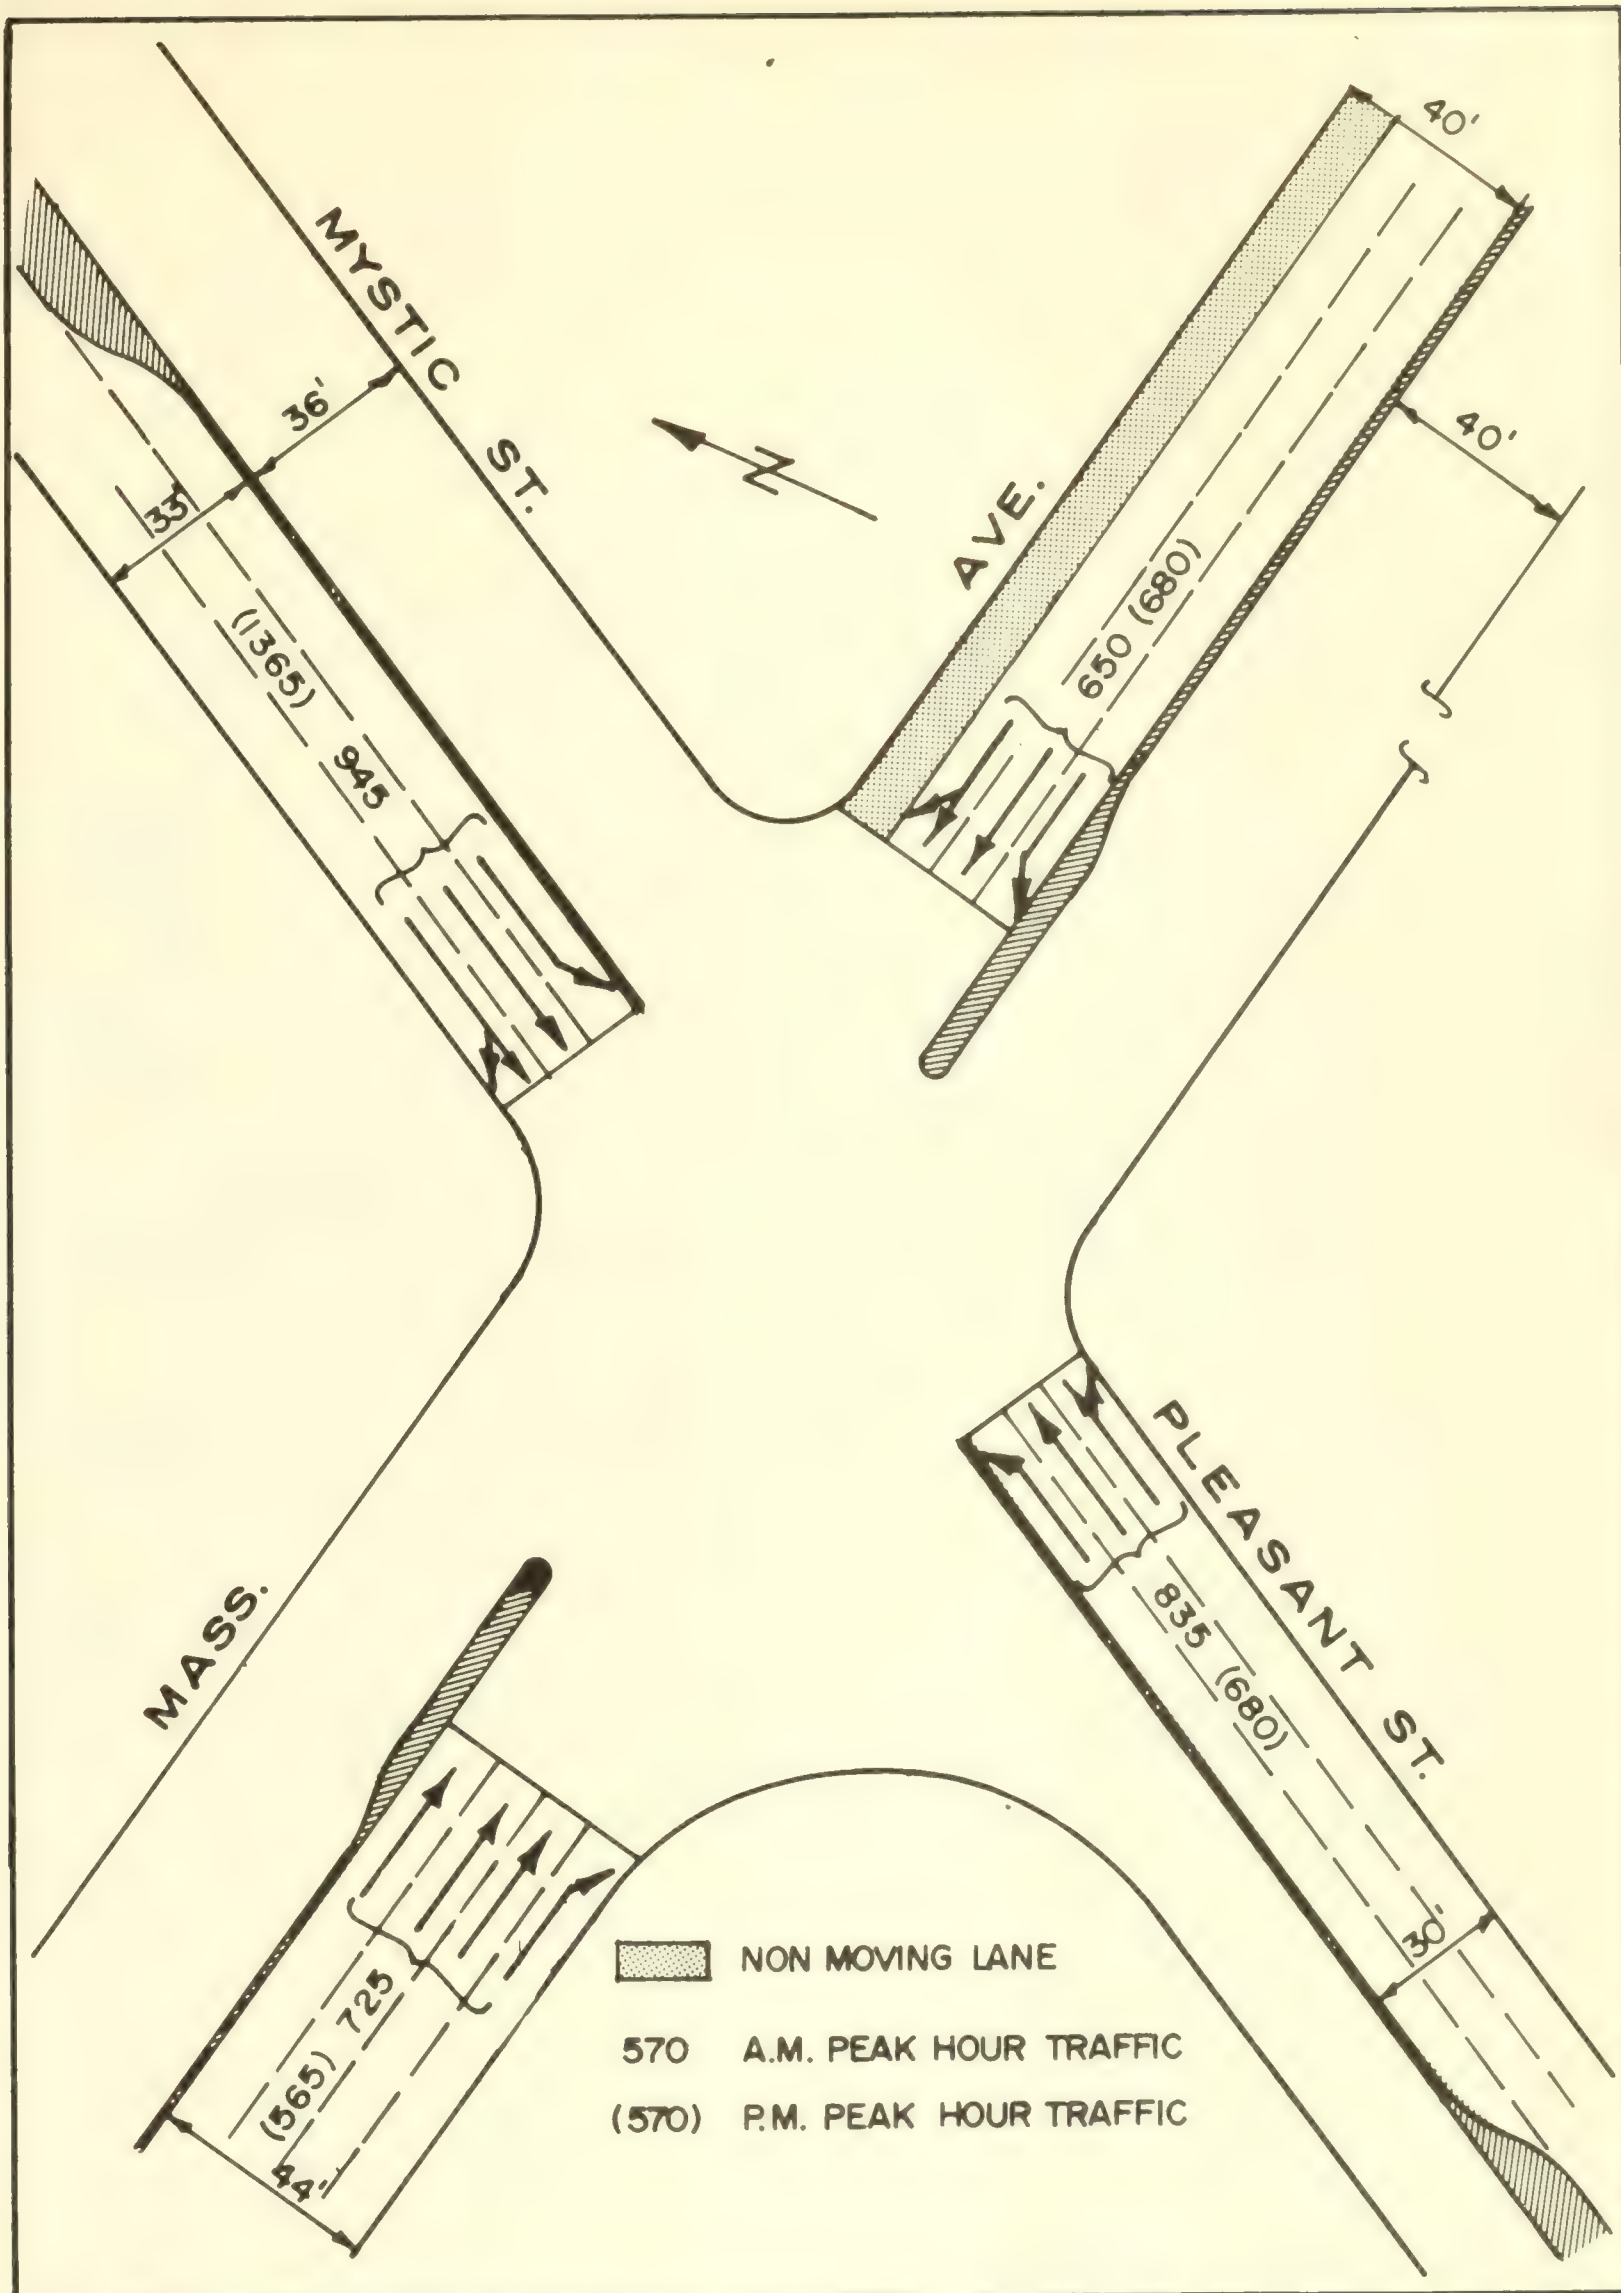 MYSTIC ST.
36'
33'
(1365) 945
N
AVE.
40'
40'
650 (680)
MASS.
PLEASANT ST.
835 (680)
30'
(565) 725
44'
NON MOVING LANE
570 A.M. PEAK HOUR TRAFFIC
(570) P.M. PEAK HOUR TRAFFIC